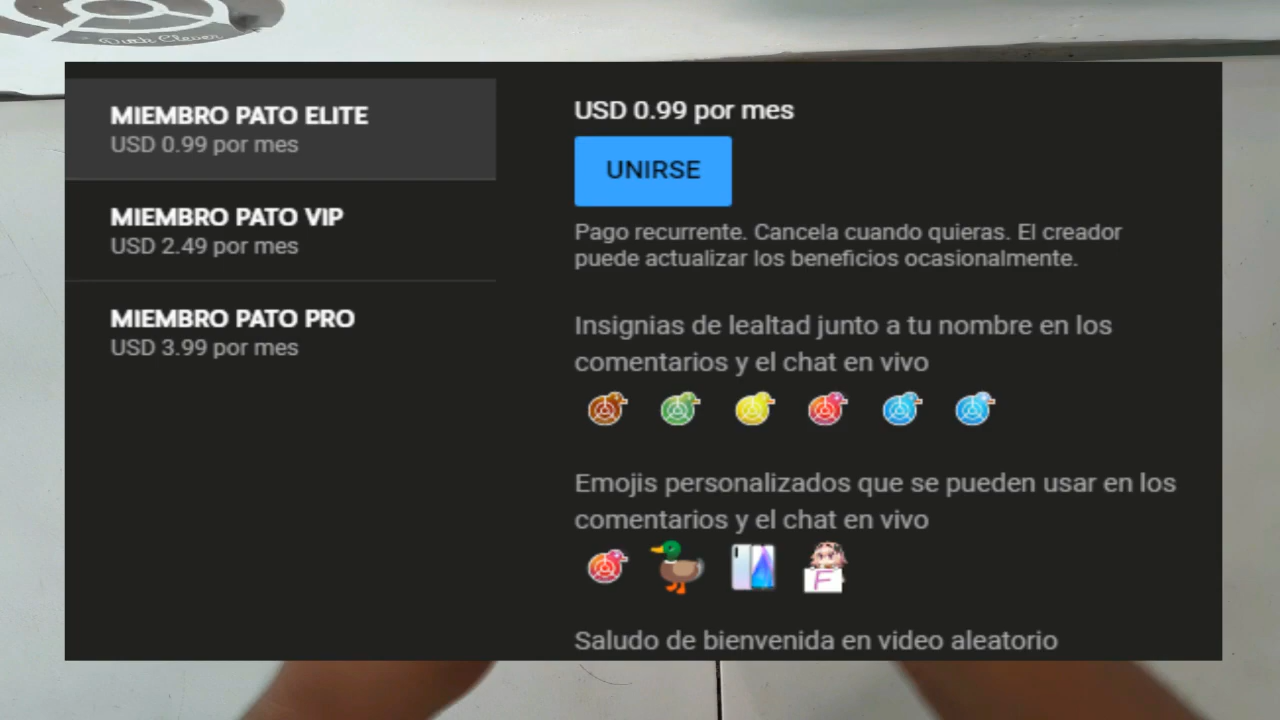 Duck Clever
MIEMBRO PATO ELITE
USD 0.99 por mes
MIEMBRO PATO VIP
USD 2.49 por mes
MIEMBRO PATO PRO
USD 3.99 por mes
USD 0.99 por mes
UNIRSE
Pago recurrente. Cancela cuando quieras. El creador
puede actualizar los beneficios ocasionalmente.
Insignias de lealtad junto a tu nombre en los
comentarios y el chat en vivo
Emojis personalizados que se pueden usar en los
comentarios y el chat en vivo
F
Saludo de bienvenida en video aleatorio